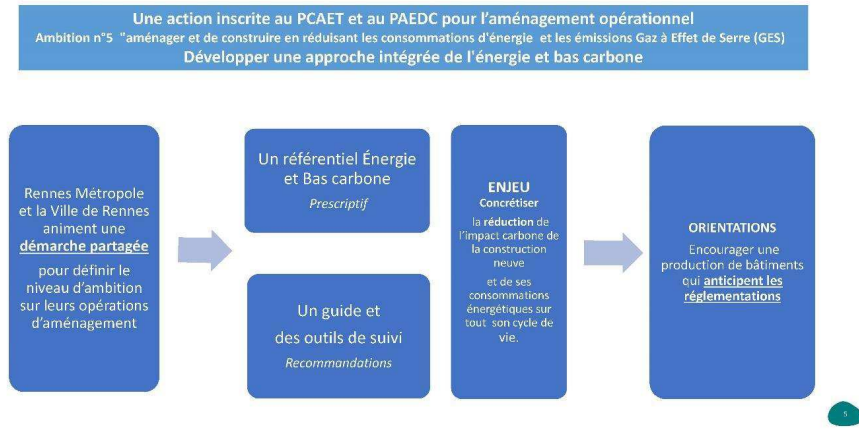 Une action inscrite au PCAET et au PAEDC pour l’aménagement opérationnel
Ambition n°5 "aménager et de construire en réduisant les consommations d'énergie et les émissions Gaz à Effet de Serre (GES)
Développer une approche intégrée de l'énergie et bas carbone
Rennes Métropole
et la Ville de Rennes
animent une
démarche partagée
pour définir le
niveau d’ambition
sur leurs opérations
d’aménagement
Un référentiel Énergie
et Bas carbone
Prescriptif
Un guide et
des outils de suivi
Recommandations
ENJEU
Concrétiser
la réduction de
l’impact carbone de
la construction
neuve
et de ses
consommations
énergétiques sur
tout son cycle de
vie.
ORIENTATIONS
Encourager une
production de bâtiments
qui anticipent les
réglementations
5